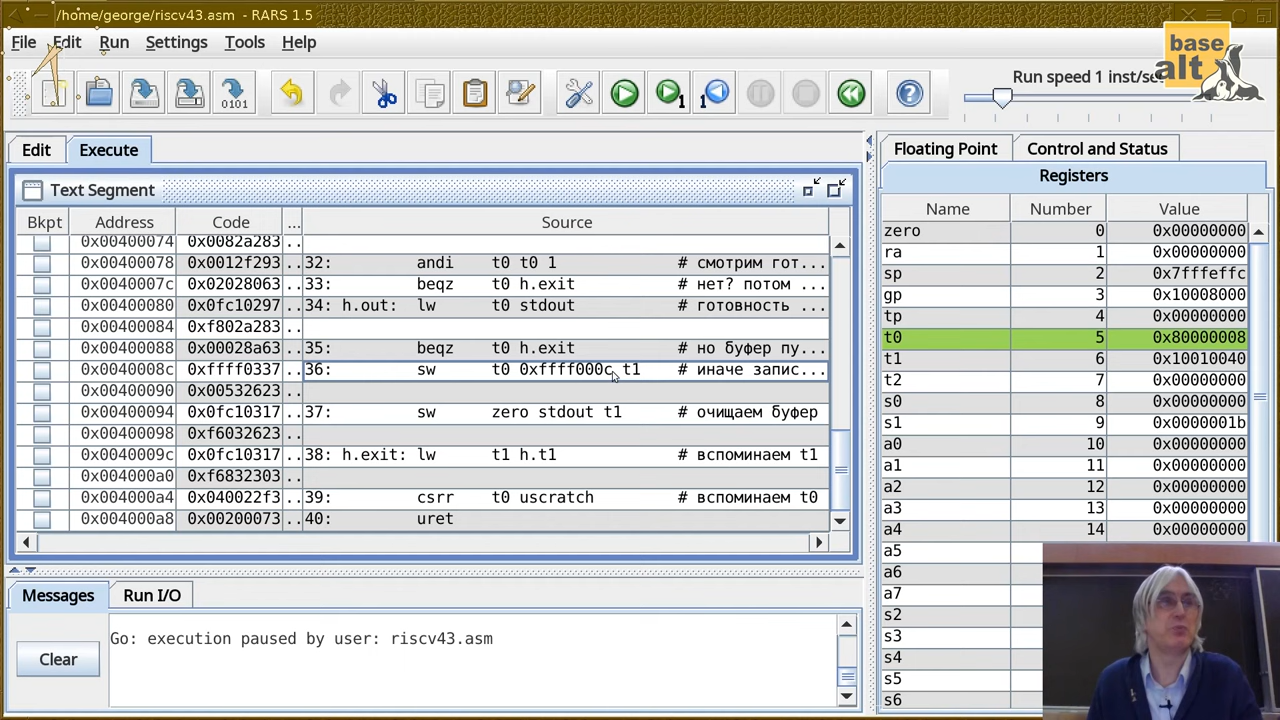 /home/george/riscv43.asm - RARS 1.5
File Edit Run Settings Tools Help
base
alt
Run speed 1 inst/sec
Edit Execute
Floating Point Control and Status
Registers
Text Segment
Bkpt Address Code ... Source
Name Number Value
0x00400074 0x0082a283 ..
0x00400078 0x0012f293 .. 32: andi t0 t0 1 # смотрим гот...
0x0040007c 0x02028063 .. 33: beqz t0 h.exit # нет? потом ...
0x00400080 0x0fc10297 .. 34: h.out: lw t0 stdout # готовность ...
0x00400084 0xf802a283 ..
0x00400088 0x00028a63 .. 35: beqz t0 h.exit # но буфер пу...
0x0040008c 0xffff0337 .. 36: sw t0 0xffff000c t1 # иначе запис...
0x00400090 0x00532623 ..
0x00400094 0x0fc10317 .. 37: sw zero stdout t1 # очищаем буфер
0x00400098 0xf6032623 ..
0x0040009c 0x0fc10317 .. 38: h.exit: lw t1 h.t1 # вспоминаем t1
0x004000a0 0xf6832303 ..
0x004000a4 0x040022f3 .. 39: csrr t0 uscratch # вспоминаем t0
0x004000a8 0x00200073 .. 40: uret
zero 0 0x00000000
ra 1 0x00000000
sp 2 0x7fffeffc
gp 3 0x10008000
tp 4 0x00000000
t0 5 0x80000008
t1 6 0x10010040
t2 7 0x00000000
s0 8 0x00000000
s1 9 0x0000001b
a0 10 0x00000000
a1 11 0x00000000
a2 12 0x00000000
a3 13 0x00000000
a4 14 0x00000000
a5
a6
a7
s2
s3
s4
s5
s6
Messages Run I/O
Go: execution paused by user: riscv43.asm
Clear
0101
1
1